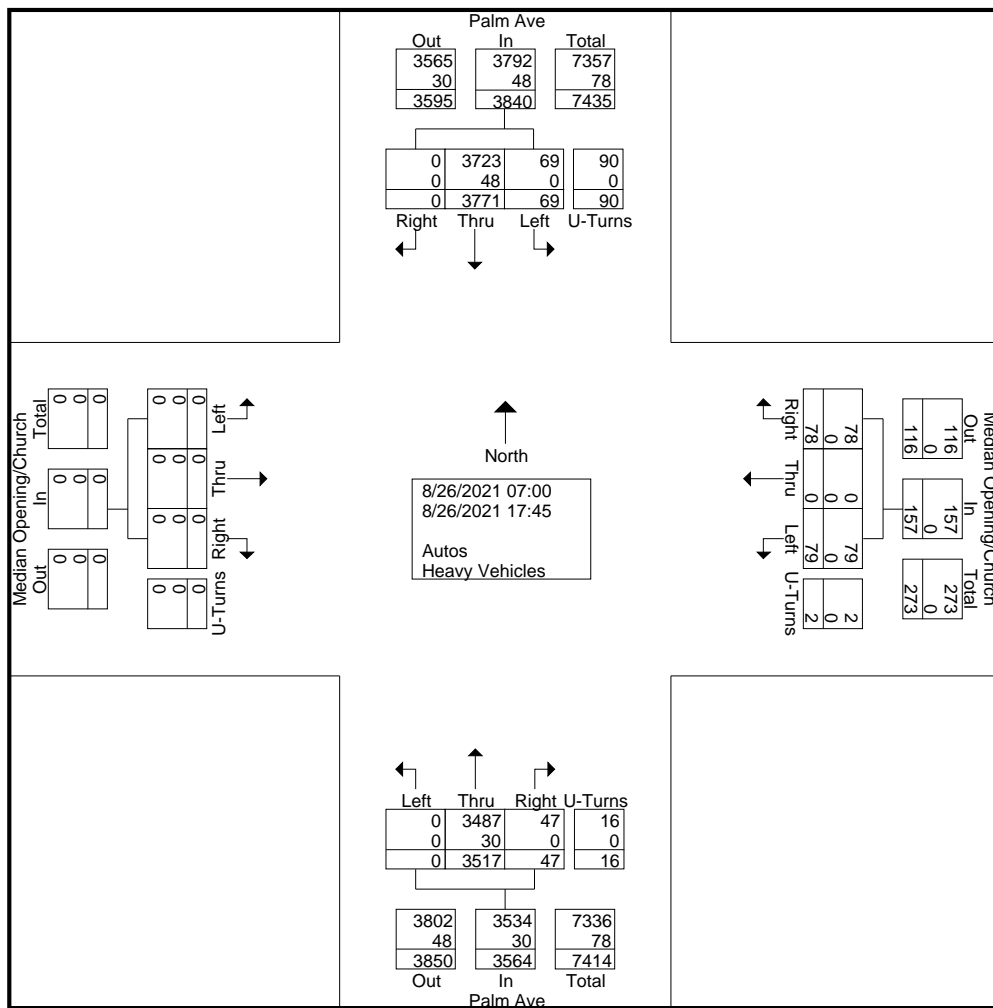 Palm Ave
Out In Total
3565 3792 7357
30 48 78
3595 3840 7435
0 3723 69 90
0 48 0 0
0 3771 69 90
Right Thru Left U-Turns
Median Opening/Church
Total In Out
0 0 0
0 0 0
0 0 0
Left Thru Right U-Turns
0 0 0 0
0 0 0 0
0 0 0 0
North
8/26/2021 07:00
8/26/2021 17:45
Autos
Heavy Vehicles
Median Opening/Church
Out In Total
116 157 273
0 0 0
116 157 273
78 0 79 2
0 0 0 0
78 0 79 2
Right Thru Left U-Turns
Left Thru Right U-Turns
0 3487 47 16
0 30 0 0
0 3517 47 16
3802 3534 7336
48 30 78
3850 3564 7414
Out In Total
Palm Ave